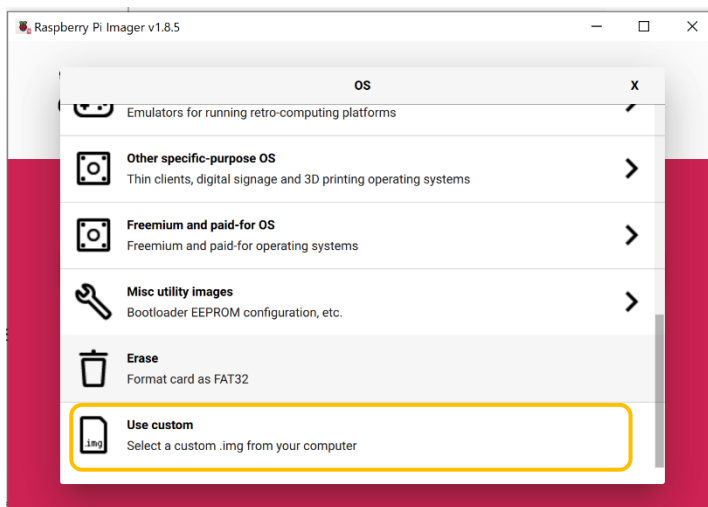 Raspberry Pi Imager v1.8.5
OS X
Emulators for running retro-computing platforms
Other specific-purpose OS
Thin clients, digital signage and 3D printing operating systems
Freemium and paid-for OS
Freemium and paid-for operating systems
Misc utility images
Bootloader EEPROM configuration, etc.
Erase
Format card as FAT32
Use custom
.img
Select a custom .img from your computer